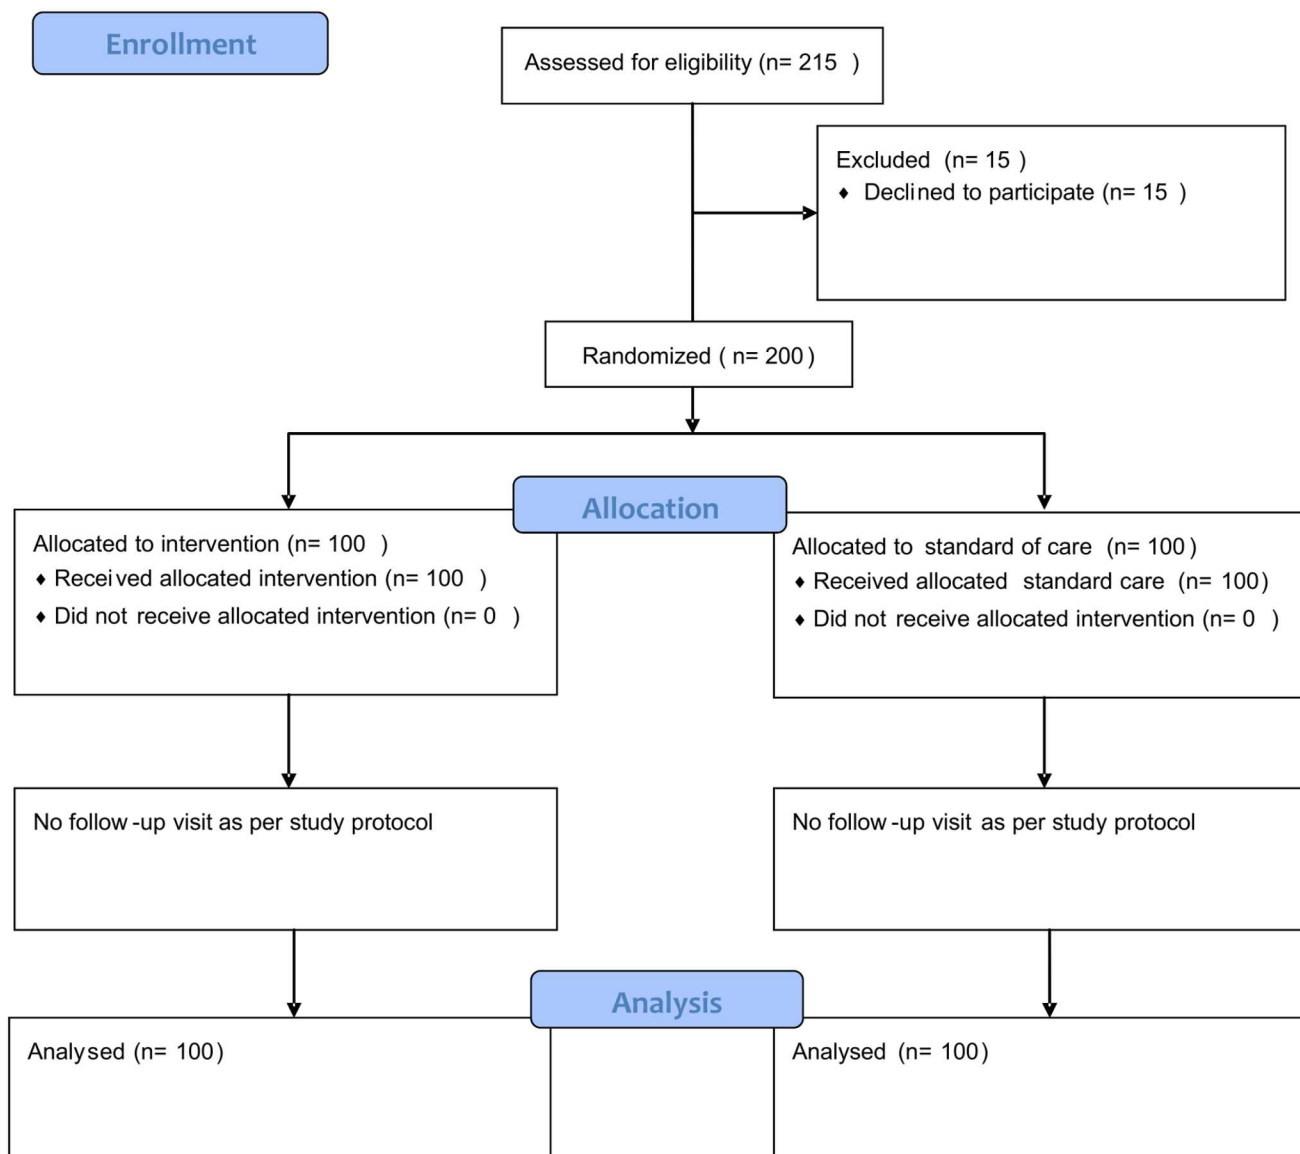 Enrollment
Assessed for eligibility (n= 215 )
Excluded (n= 15 )
♦ Declined to participate (n= 15 )
Randomized ( n= 200 )
Allocation
Allocated to intervention (n= 100 )
♦ Received allocated intervention (n= 100 )
♦ Did not receive allocated intervention (n= 0 )
Allocated to standard of care (n= 100)
♦ Received allocated standard care (n= 100)
♦ Did not receive allocated intervention (n= 0 )
No follow-up visit as per study protocol
No follow-up visit as per study protocol
Analysis
Analysed (n= 100)
Analysed (n= 100)